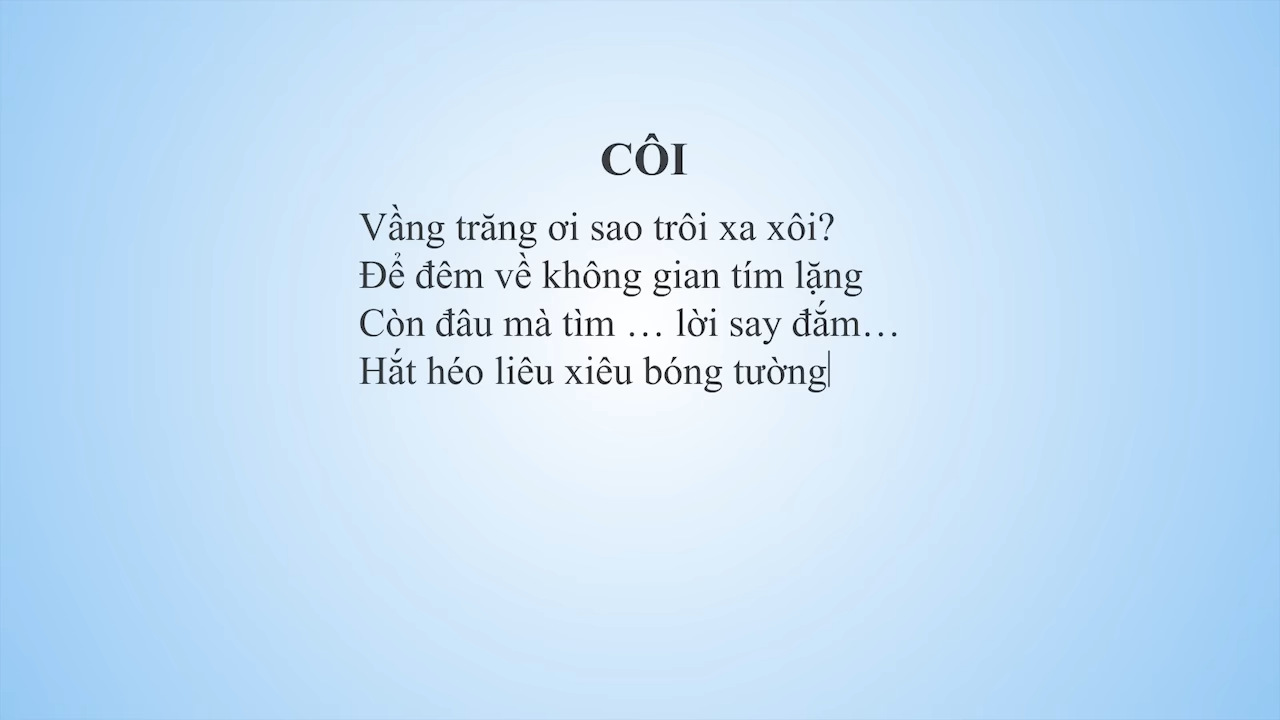 CÔI
Vầng trăng ơi sao trôi xa xôi?
Để đêm về không gian tím lặng
Còn đâu mà tìm … lời say đắm…
Hắt héo liêu xiêu bóng tường